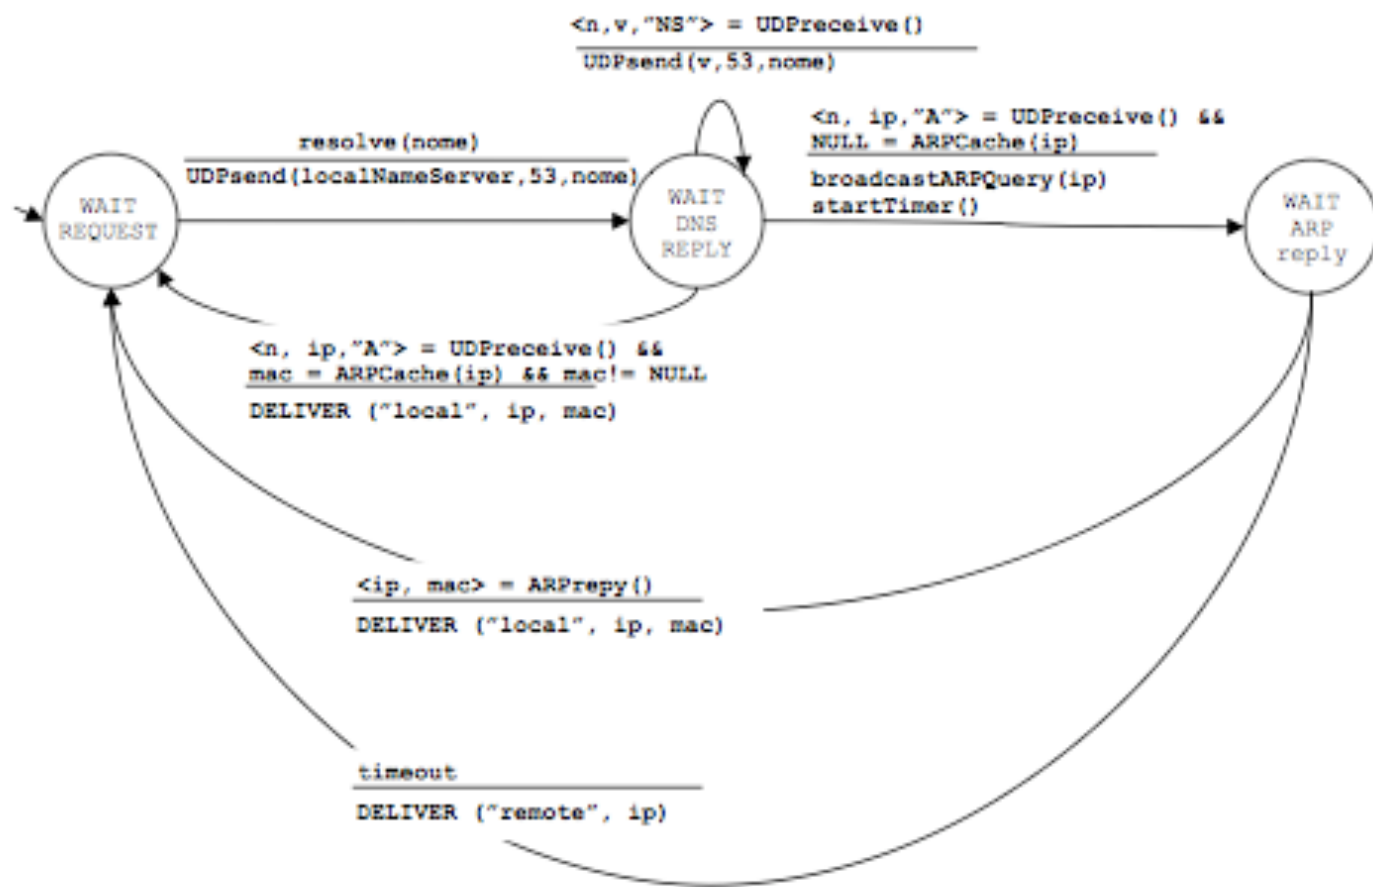 <n,v,"NS"> = UDPreceive()
UDPsend(v,53,nome)
<n, ip,"A"> = UDPreceive() &&
NULL = ARPCache(ip)
broadcastARPQuery(ip)
startTimer()
resolve(nome)
UDPsend(localNameServer,53,nome)
WAIT
REQUEST
WAIT
DNS
REPLY
WAIT
ARP
reply
<n, ip,"A"> = UDPreceive() &&
mac = ARPCache(ip) && mac!= NULL
DELIVER ("local", ip, mac)
<ip, mac> = ARPrepy()
DELIVER ("local", ip, mac)
timeout
DELIVER ("remote", ip)